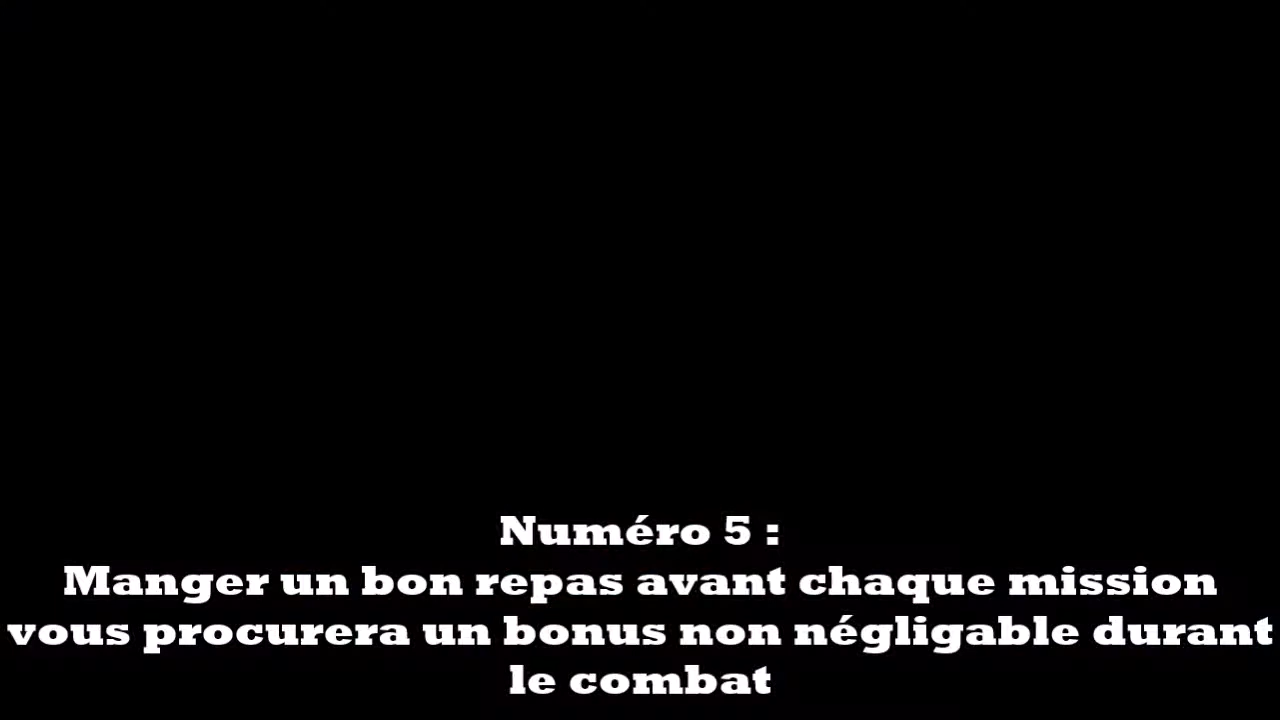 Numéro 5 :
Manger un bon repas avant chaque mission
vous procurera un bonus non négligable durant
le combat